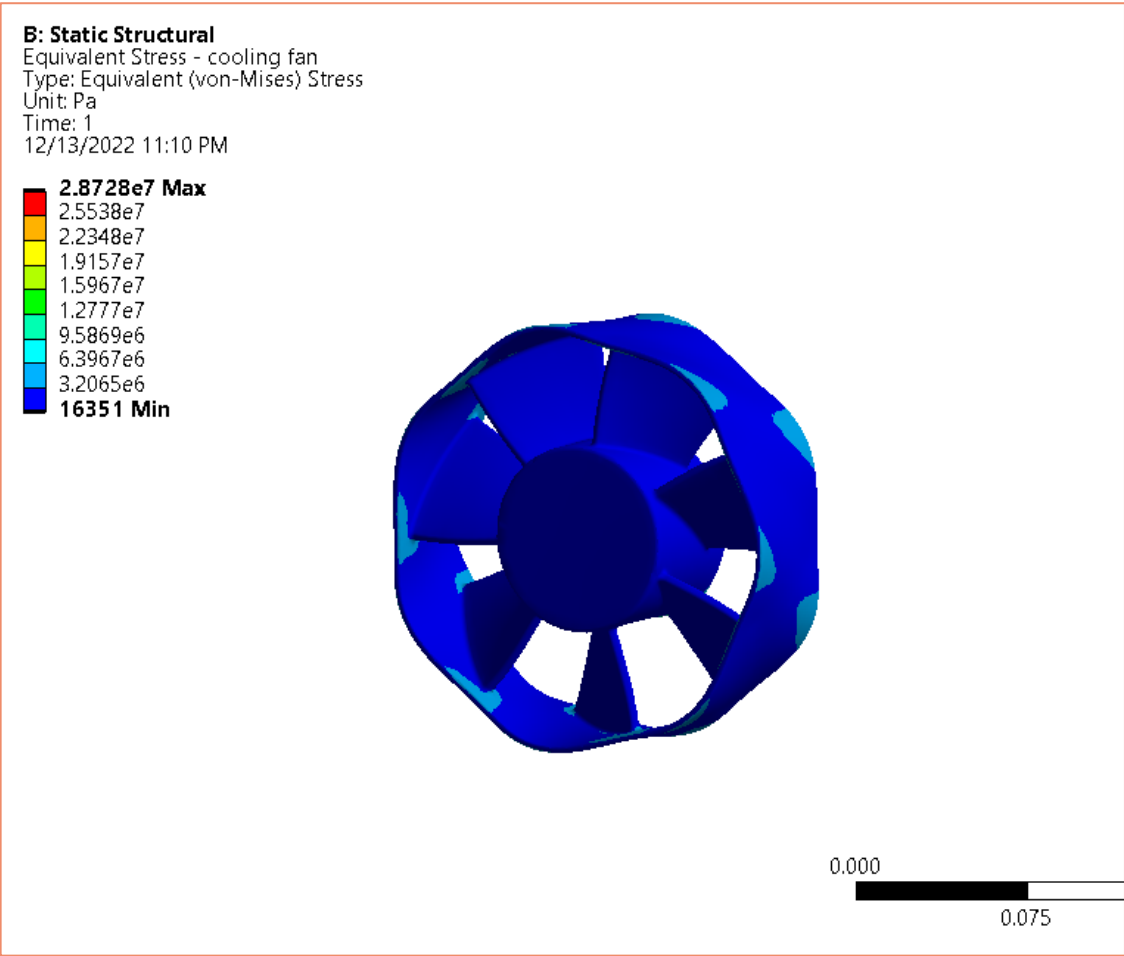 B: Static Structural
Equivalent Stress - cooling fan
Type: Equivalent (von-Mises) Stress
Unit: Pa
Time: 1
12/13/2022 11:10 PM
2.8728e7 Max
2.5538e7
2.2348e7
1.9157e7
1.5967e7
1.2777e7
9.5869e6
6.3967e6
3.2065e6
16351 Min
0.000
0.075